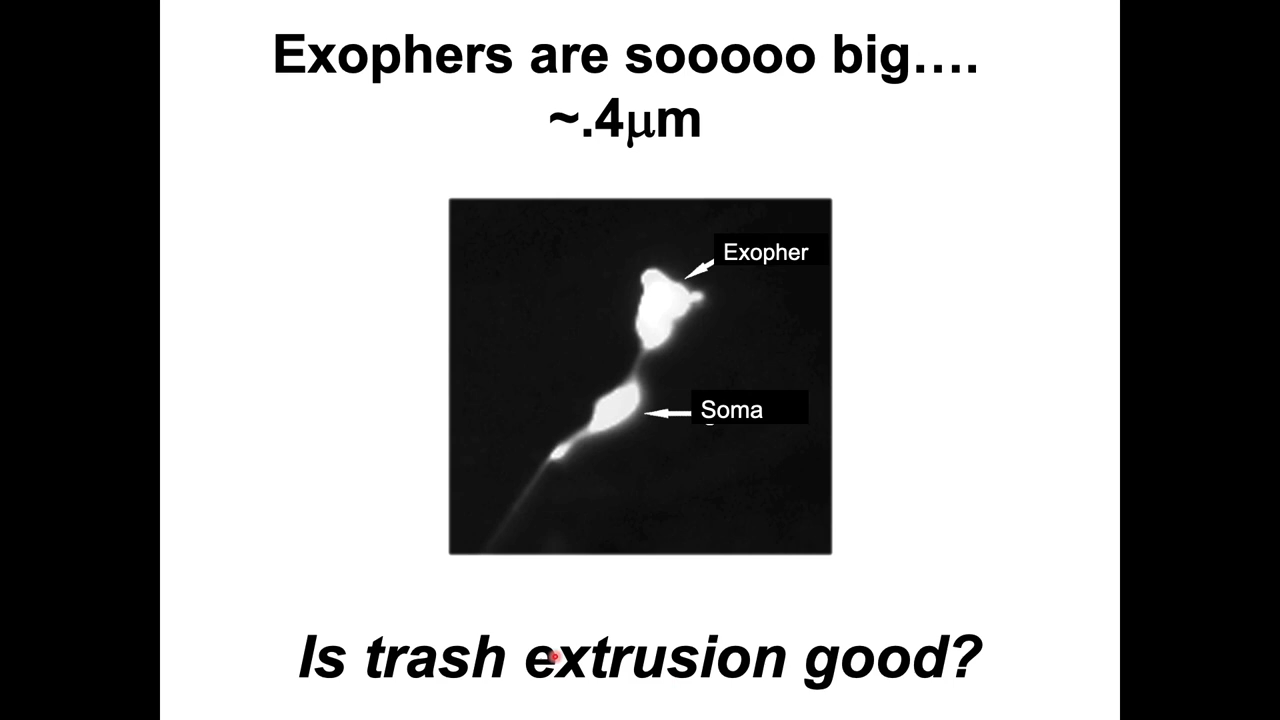 Exophers are sooooo big….
~.4μm
Exopher
Soma
Is trash extrusion good?